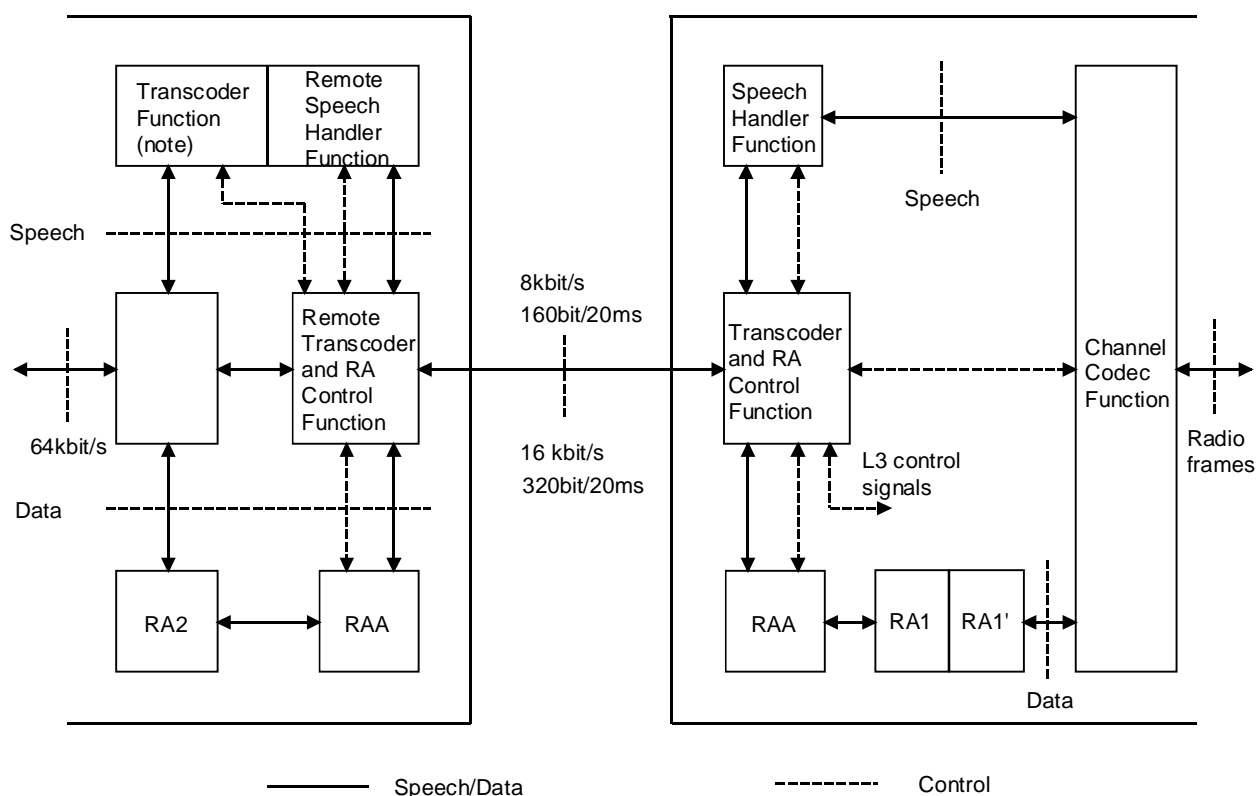 Transcoder
Function
(note)
Remote
Speech
Handler
Function
Speech
Handler
Function
Speech
Speech
8kbit/s
160bit/20ms
Remote
Transcoder
and RA
Control
Function
Transcoder
and RA
Control
Function
Channel
Codec
Function
64kbit/s
16 kbit/s
320bit/20ms
L3 control
signals
Radio
frames
Data
RA2
RAA
RAA
RA1
RA1'
Data
Speech/Data
Control